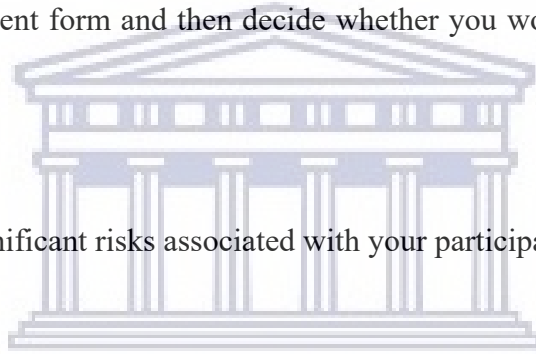 ent form and then decide whether you wo
nificant risks associated with your participa